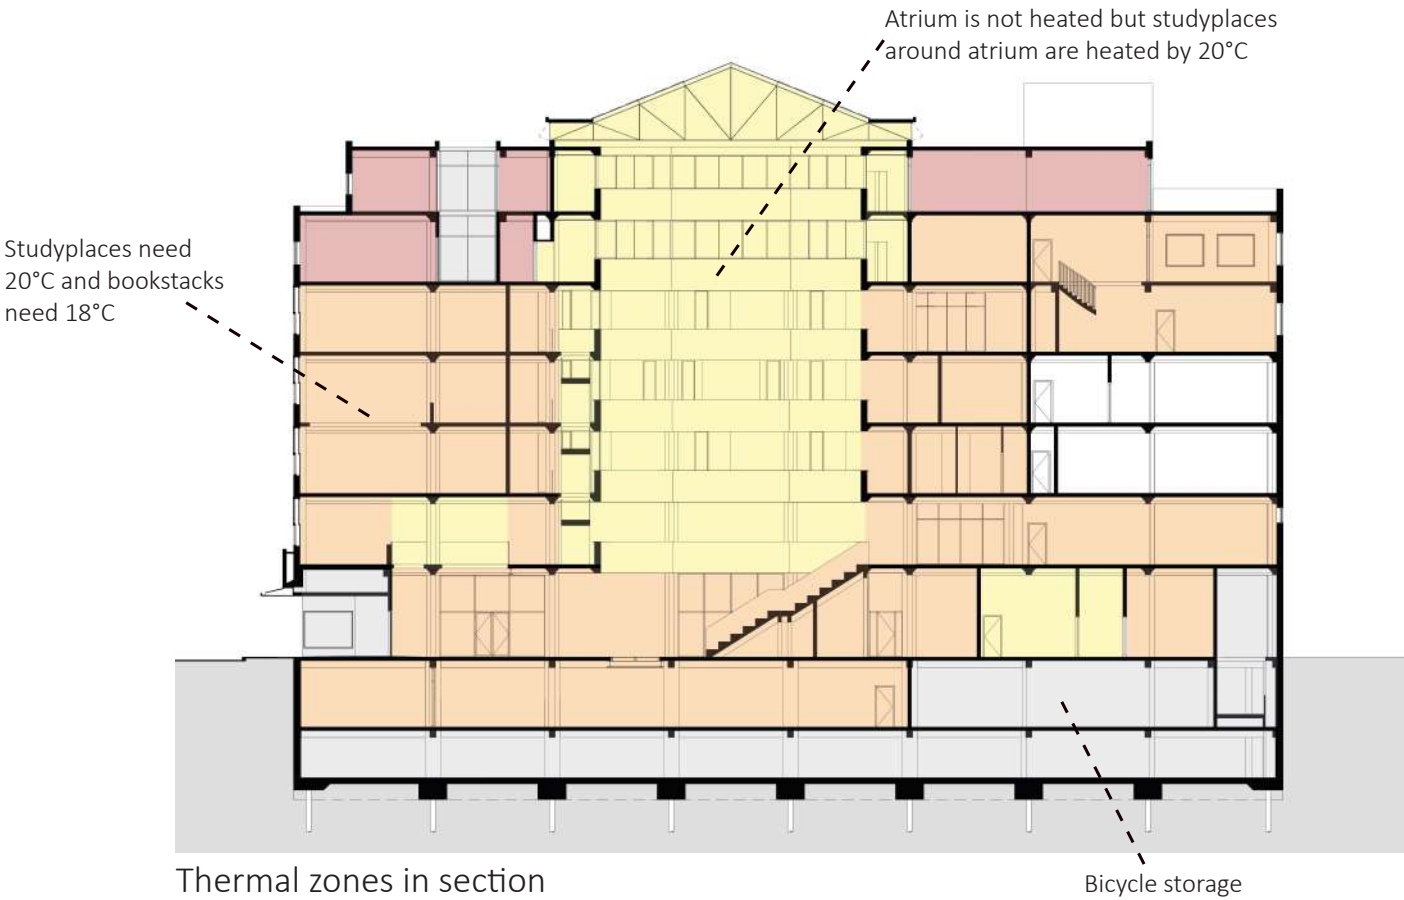 Atrium is not heated but studyplaces
around atrium are heated by 20°C
Studyplaces need
20°C and bookstacks
need 18°C
Thermal zones in section
Bicycle storage